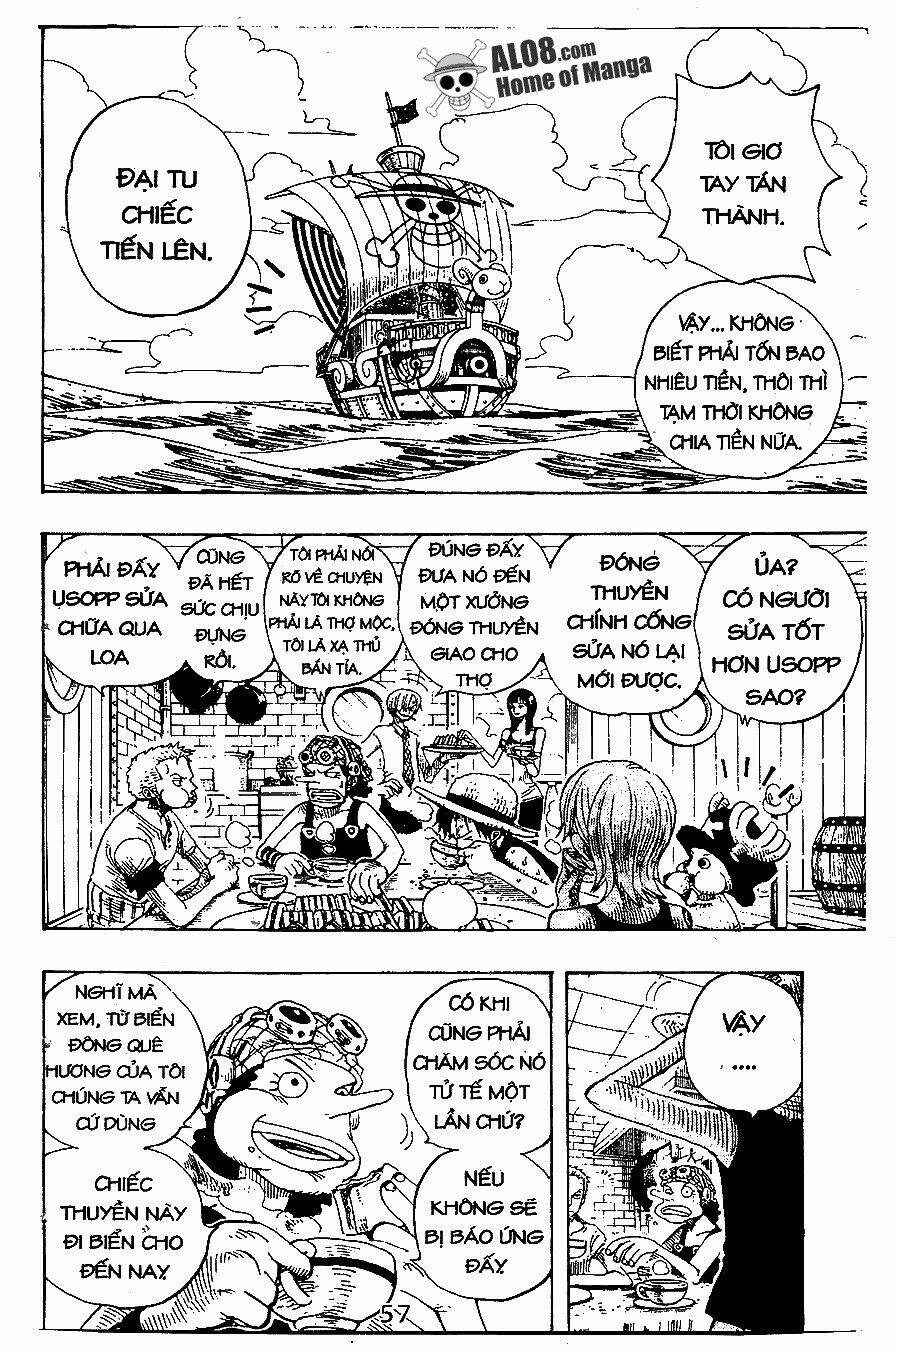 ALO8.com
Home of Manga
TÔI GIƠ
TAY TÁN
THÀNH.
ĐẠI TU
CHIẾC
TIẾN LÊN.
VẬY... KHÔNG
BIẾT PHẢI TỐN BAO
NHIÊU TIỀN, THÔI THÌ
TẠM THỜI KHÔNG
CHIA TIỀN NỮA.
ỦA?
CÓ NGƯỜI
SỬA TỐT
HƠN USOPP
SAO?
ĐÓNG
THUYỀN
CHÍNH CỐNG
SỬA NÓ LẠI
MỚI ĐƯỢC.
ĐÚNG ĐẤY
ĐƯA NÓ ĐẾN
MỘT XƯỞNG
ĐÓNG THUYỀN
GIAO CHO
THỢ
TÔI PHẢI NÓI
RÕ VỀ CHUYỆN
NÀY TÔI KHÔNG
PHẢI LÀ THỢ MỘC,
TÔI LÀ XẠ THỦ
BẮN TỈA.
CŨNG
ĐÃ HẾT
SỨC CHỊU
ĐỰNG
RỒI.
PHẢI ĐẤY
USOPP SỬA
CHỮA QUA
LOA
VẬY
....
CÓ KHI
CŨNG PHẢI
CHĂM SÓC NÓ
TỬ TẾ MỘT
LẦN CHỨ?
NẾU
KHÔNG SẼ
BỊ BÁO ỨNG
ĐẤY
NGHĨ MÀ
XEM, TỪ BIỂN
ĐÔNG QUÊ
HƯƠNG CỦA TÔI
CHÚNG TA VẪN
CỨ DÙNG
CHIẾC
THUYỀN NÀY
ĐI BIỂN CHO
ĐẾN NAY
57